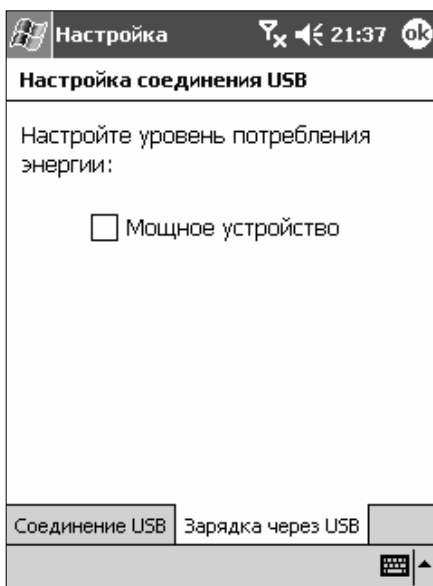 Настройка 21:37 ok
Настройка соединения USB
Настройте уровень потребления
энергии:
Мощное устройство
Соединение USB Зарядка через USB